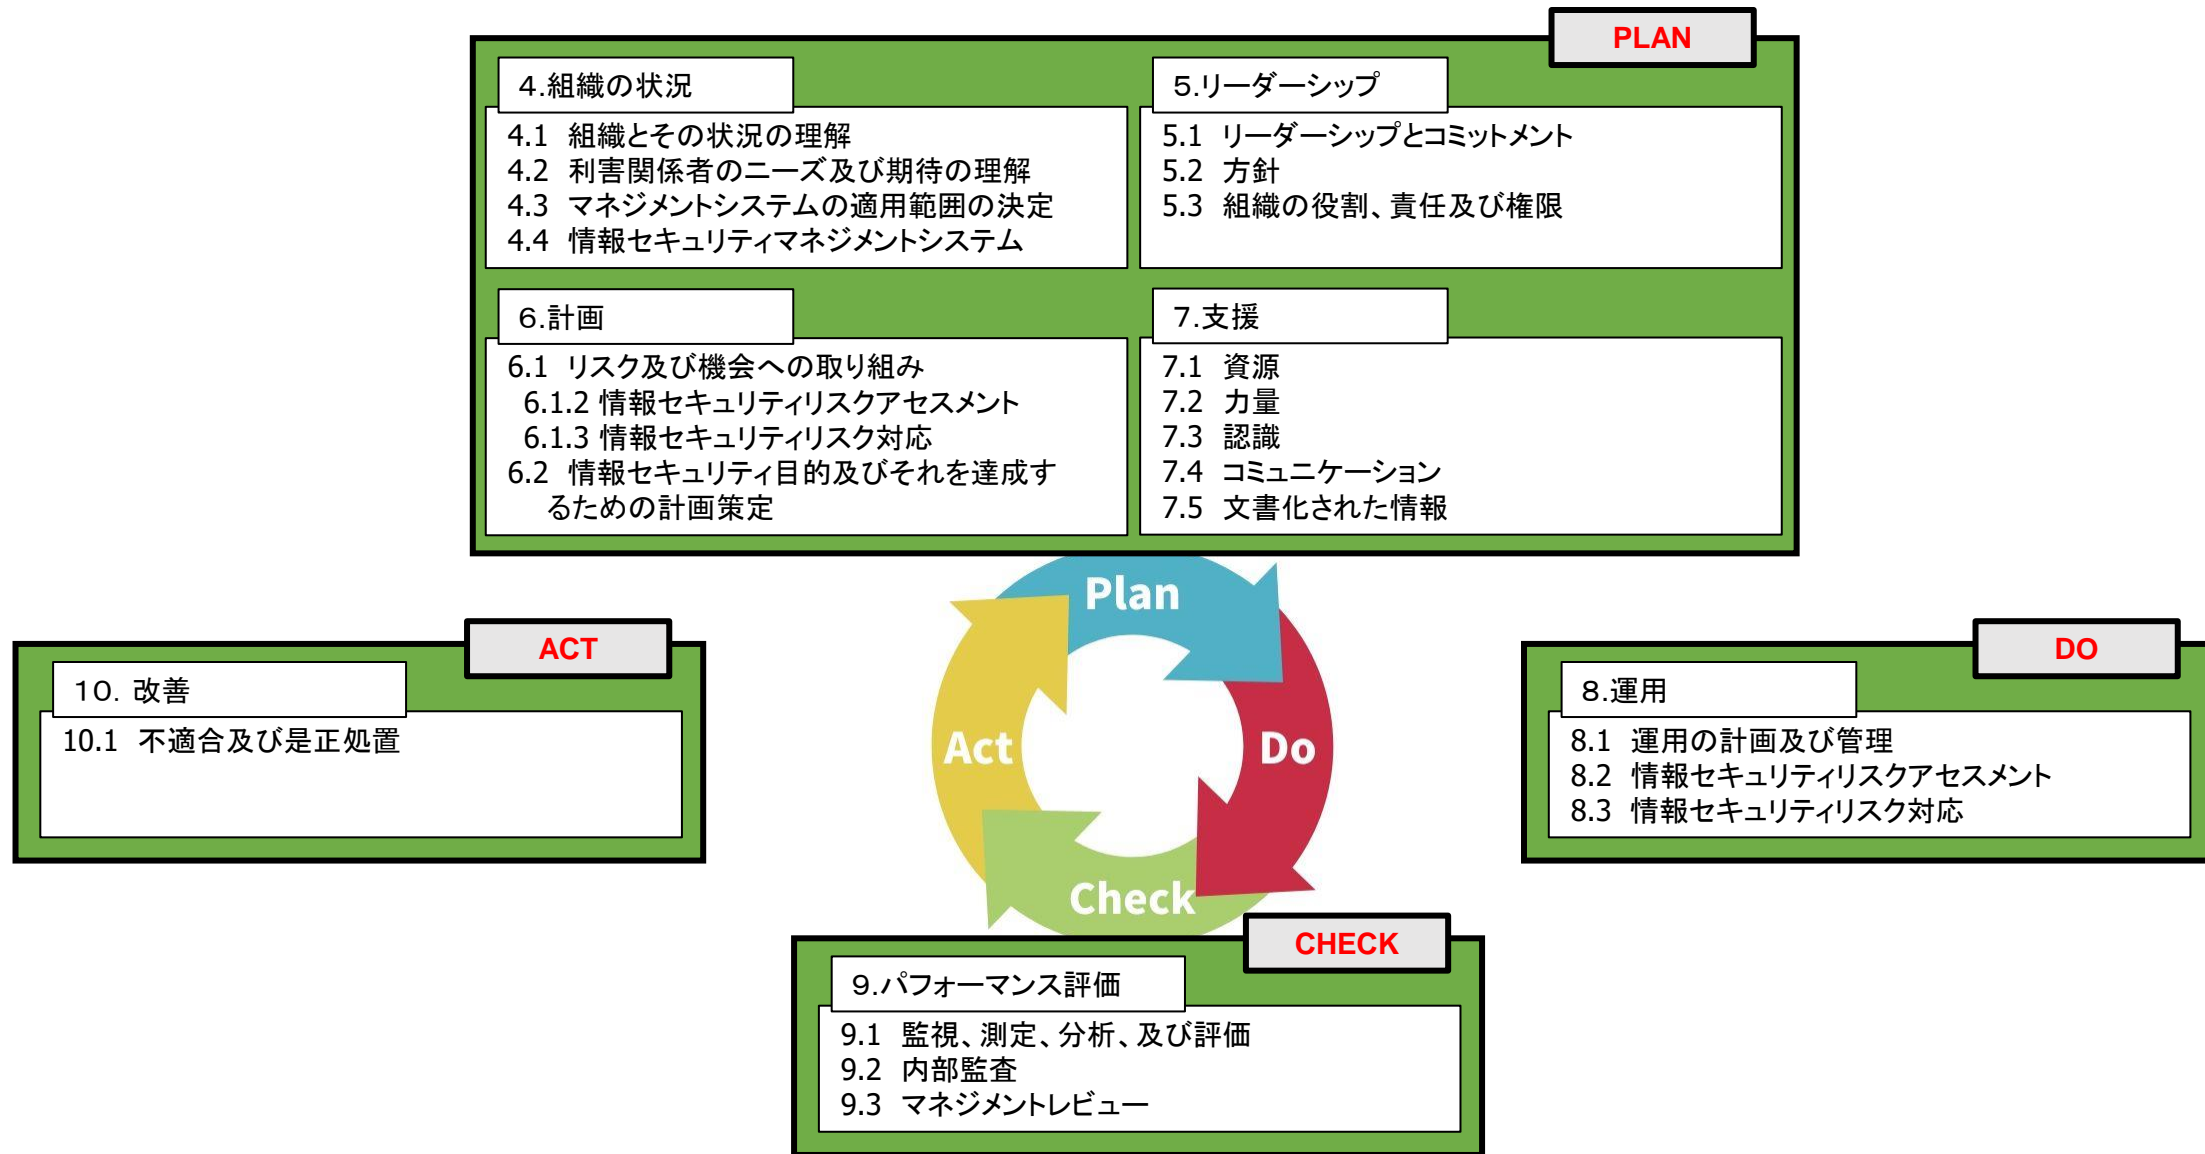 PLAN
4.組織の状況
4.1 組織とその状況の理解
4.2 利害関係者のニーズ及び期待の理解
4.3 マネジメントシステムの適用範囲の決定
4.4 情報セキュリティマネジメントシステム
5.リーダーシップ
5.1 リーダーシップとコミットメント
5.2 方針
5.3 組織の役割、責任及び権限
6.計画
6.1 リスク及び機会への取り組み
6.1.2 情報セキュリティリスクアセスメント
6.1.3 情報セキュリティリスク対応
6.2 情報セキュリティ目的及びそれを達成す
るための計画策定
7.支援
7.1 資源
7.2 力量
7.3 認識
7.4 コミュニケーション
7.5 文書化された情報
Plan
Do
Check
Act
ACT
10. 改善
10.1 不適合及び是正処置
DO
8.運用
8.1 運用の計画及び管理
8.2 情報セキュリティリスクアセスメント
8.3 情報セキュリティリスク対応
CHECK
9.パフォーマンス評価
9.1 監視、測定、分析、及び評価
9.2 内部監査
9.3 マネジメントレビュー